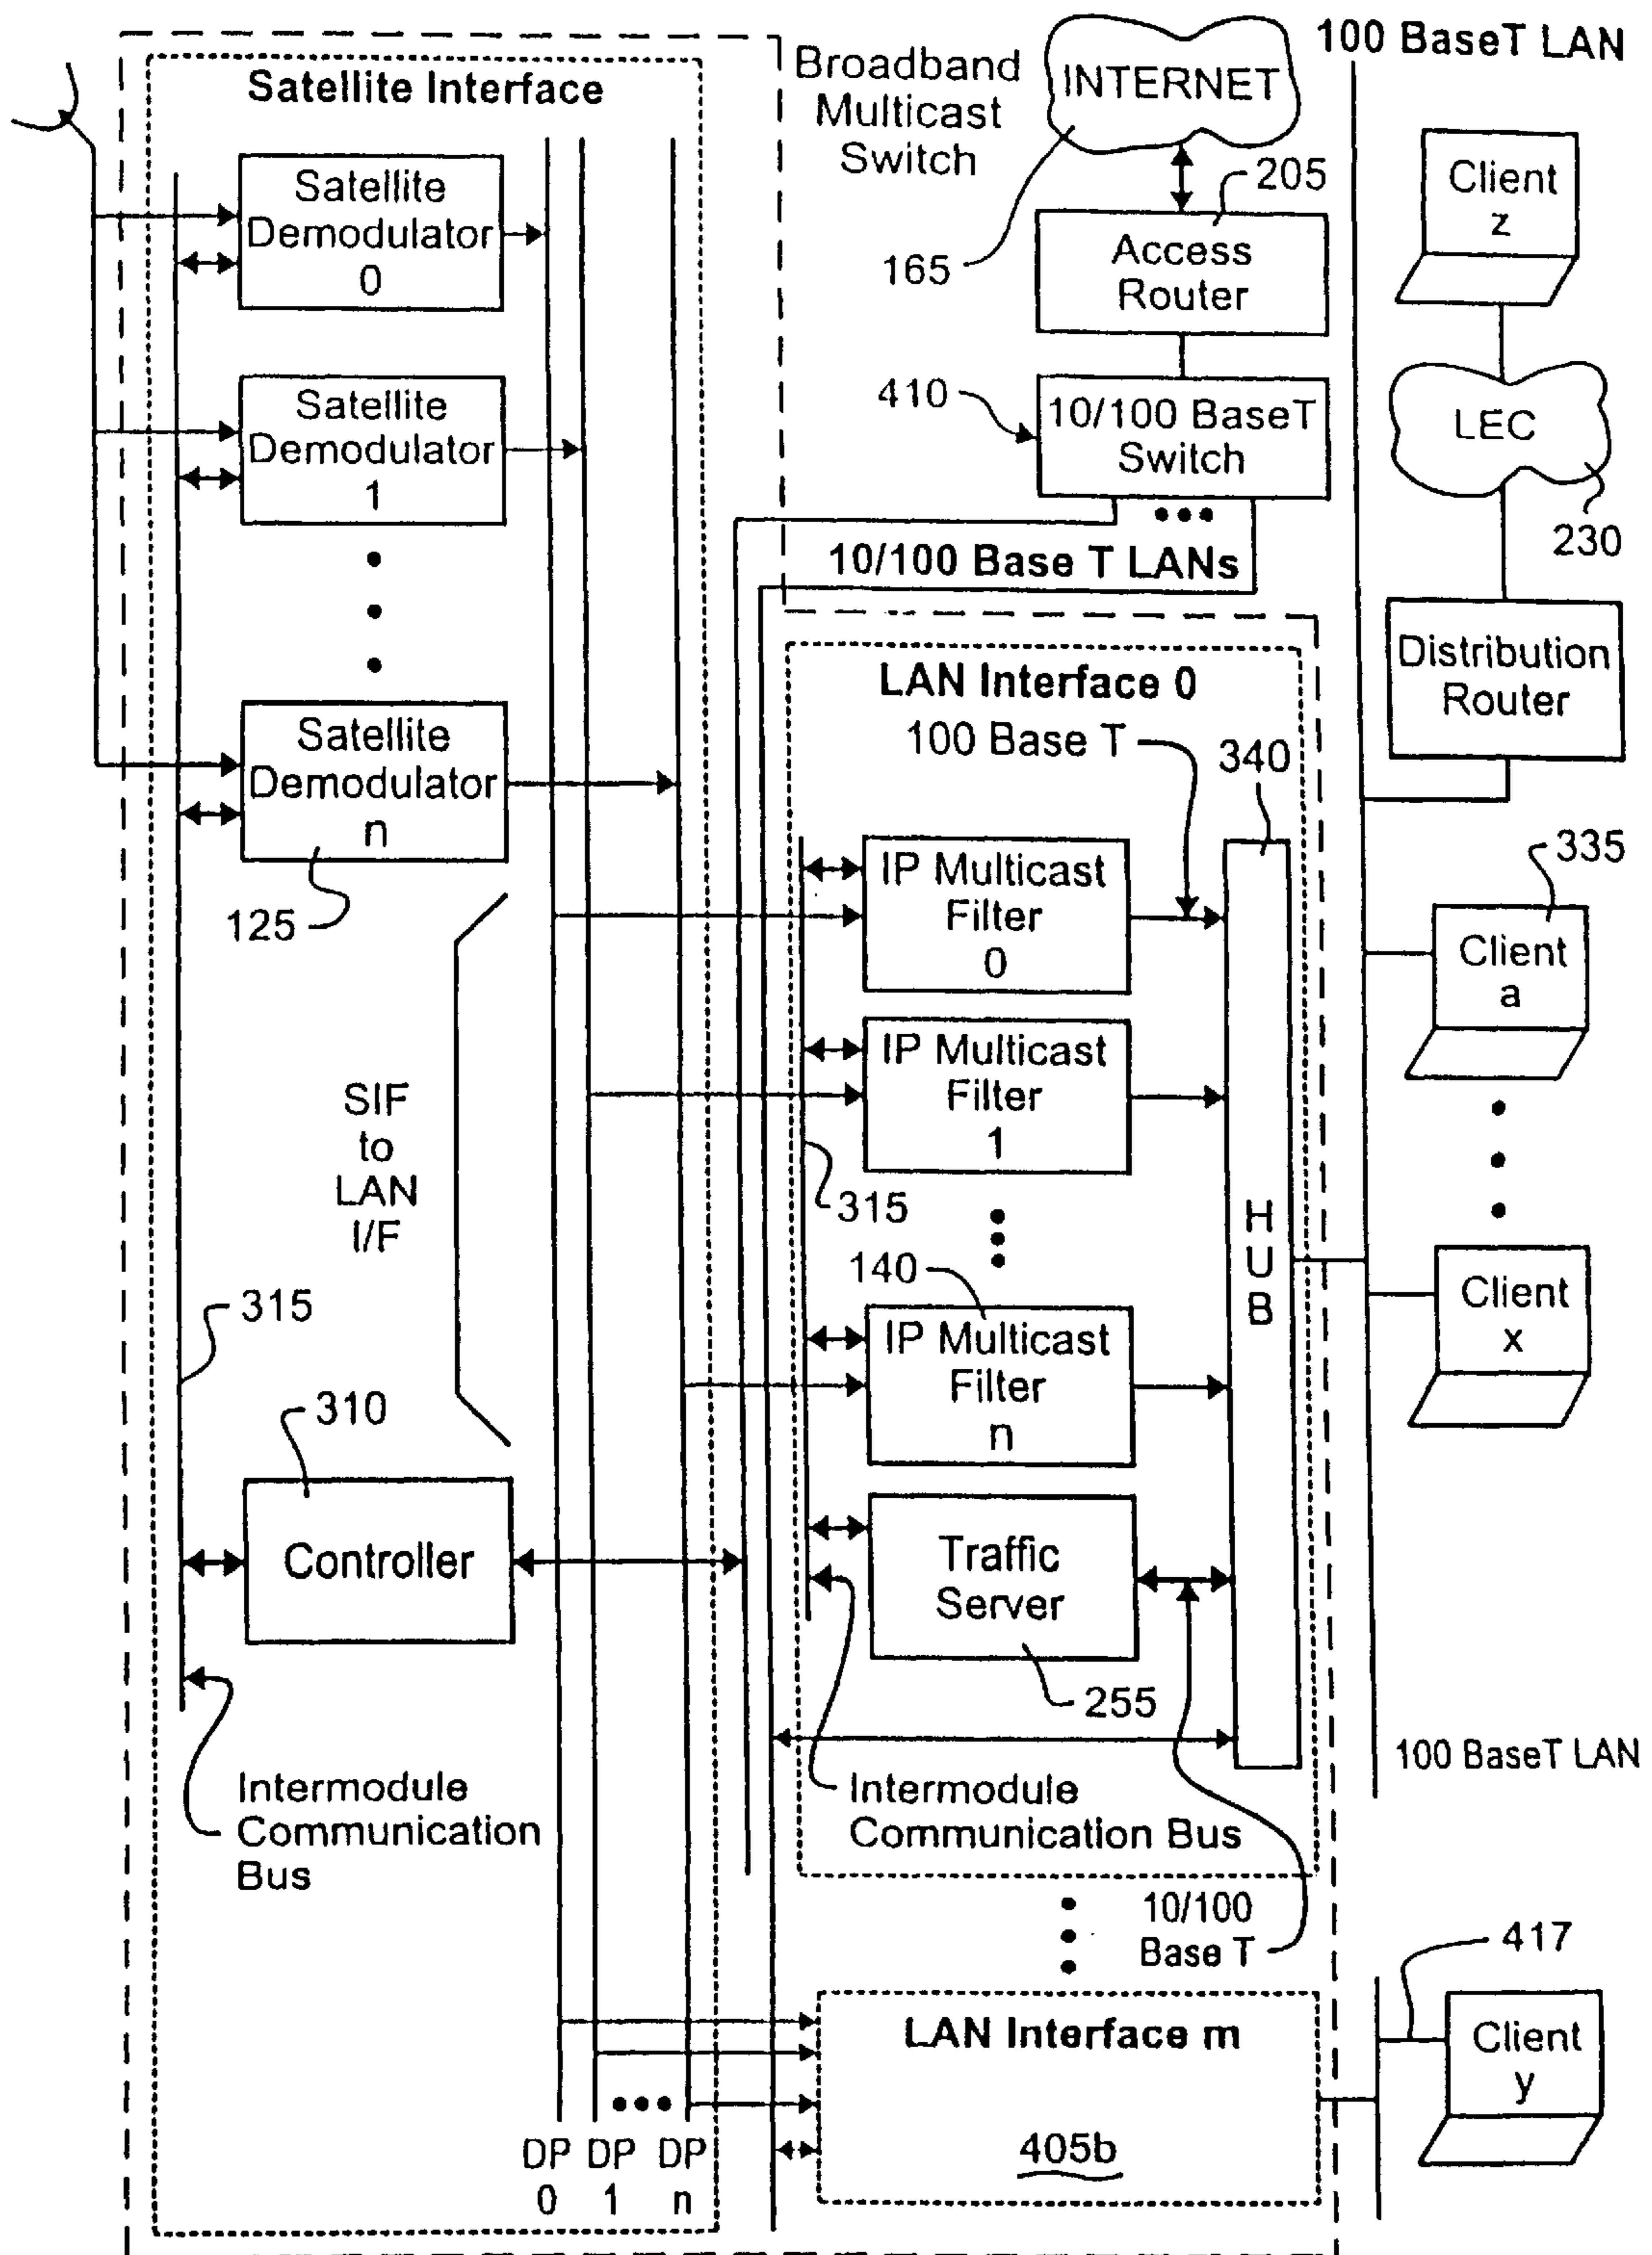 100 BaseT LAN
Satellite Interface
Broadband
Multicast
Switch
INTERNET
165
205
Access
Router
410
10/100 BaseT
Switch
10/100 Base T LANs
Client
z
LEC
230
Distribution
Router
Satellite
Demodulator
0
Satellite
Demodulator
1
Satellite
Demodulator
n
125
SIF
to
LAN
I/F
315
310
Controller
Intermodule
Communication
Bus
DP
0
DP
1
DP
n
LAN Interface 0
100 Base T
340
IP Multicast
Filter
0
IP Multicast
Filter
1
315
140
IP Multicast
Filter
n
Traffic
Server
255
H
U
B
Intermodule
Communication Bus
10/100
Base T
335
Client
a
Client
x
100 BaseT LAN
LAN Interface m
405b
417
Client
y